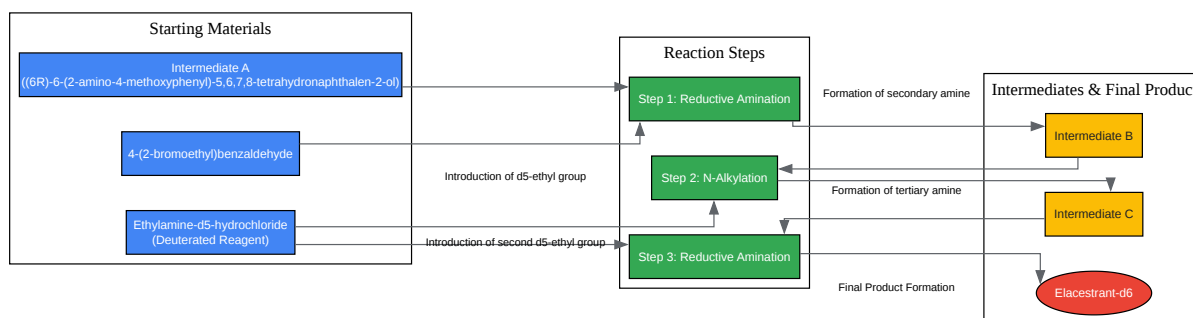 Starting Materials
Intermediate A
((6R)-6-(2-amino-4-methoxyphenyl)-5,6,7,8-tetrahydronaphthalen-2-ol)
4-(2-bromoethyl)benzaldehyde
Ethylamine-d5-hydrochloride
(Deuterated Reagent)
Introduction of d5-ethyl group
Introduction of second d5-ethyl group
Reaction Steps
Step 1: Reductive Amination
Step 2: N-Alkylation
Step 3: Reductive Amination
Formation of secondary amine
Formation of tertiary amine
Final Product Formation
Intermediates & Final Produc
Intermediate B
Intermediate C
Elacestrant-d6